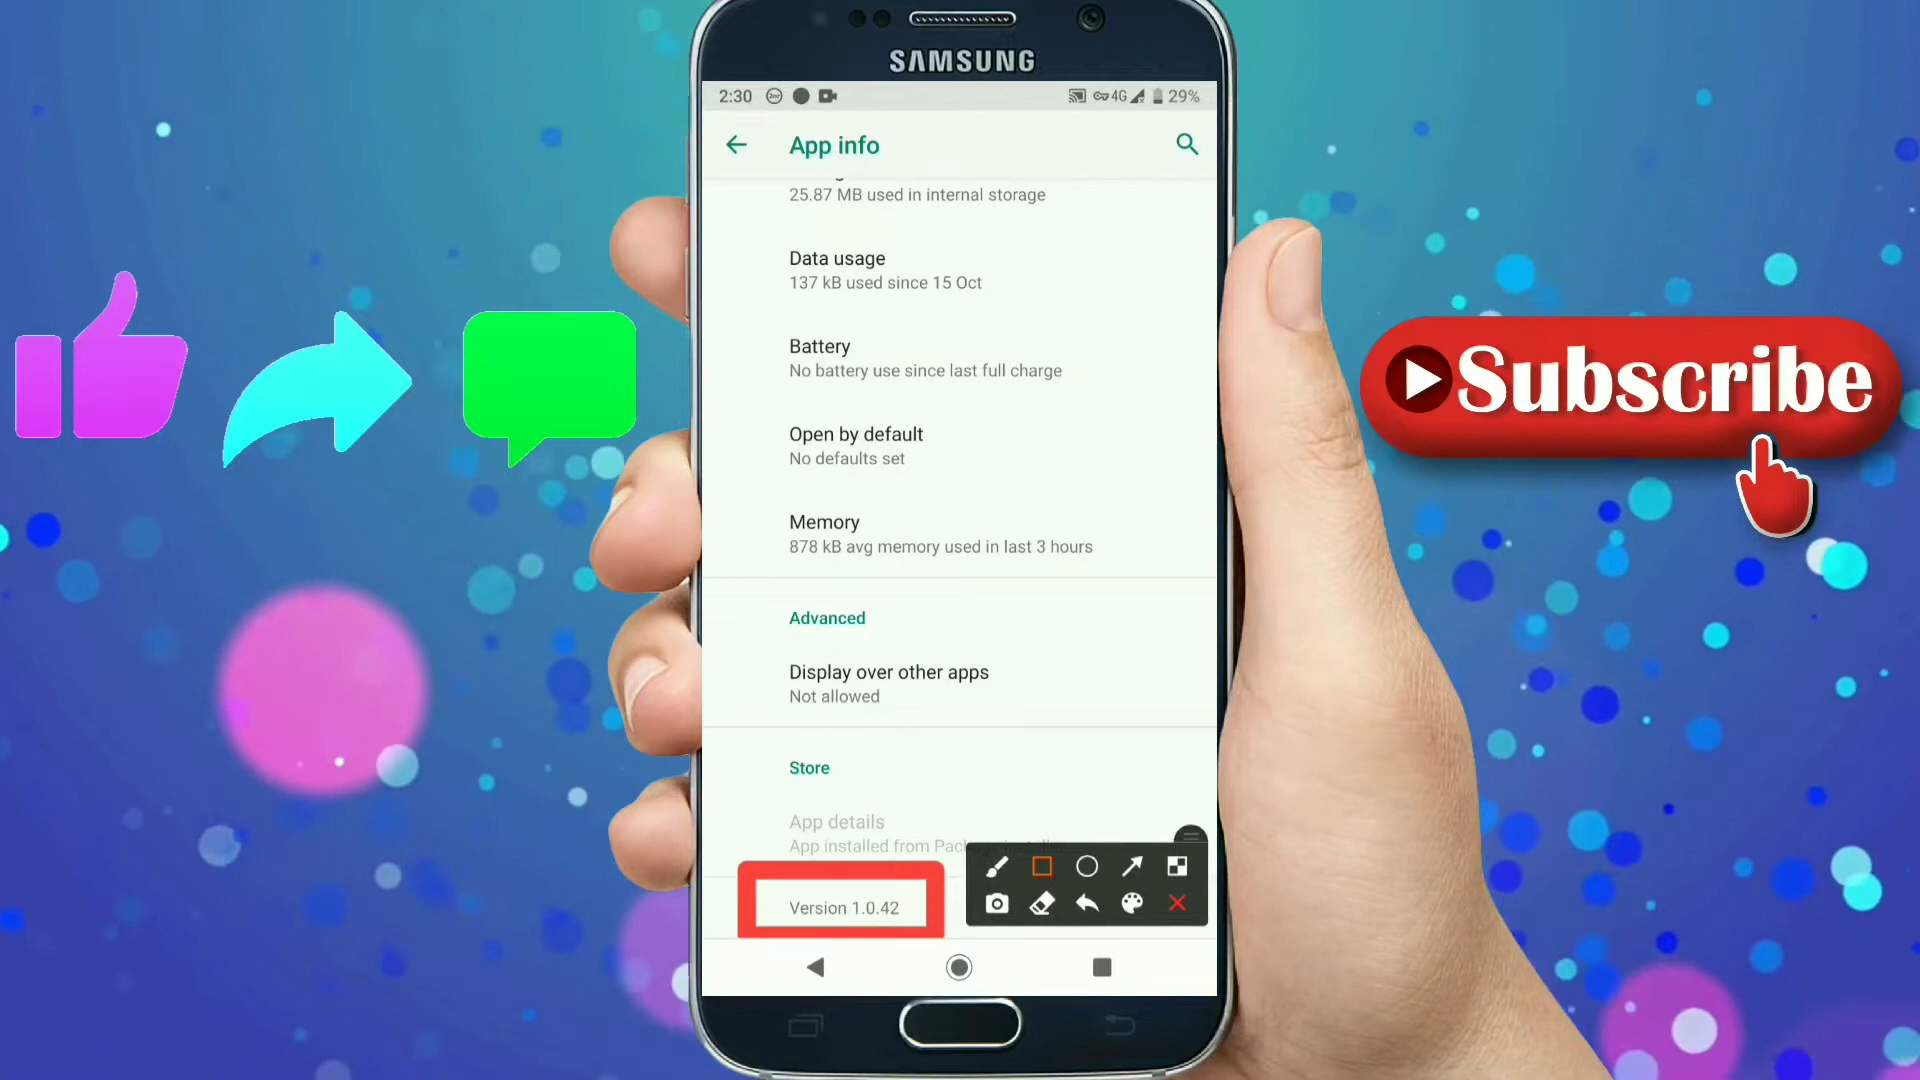 SAMSUNG
2:30
4G 29%
App info
25.87 MB used in internal storage
Data usage
137 kB used since 15 Oct
Battery
No battery use since last full charge
Open by default
No defaults set
Memory
878 kB avg memory used in last 3 hours
Advanced
Display over other apps
Not allowed
Store
App details
App installed from
Version 1.0.42
Subscribe